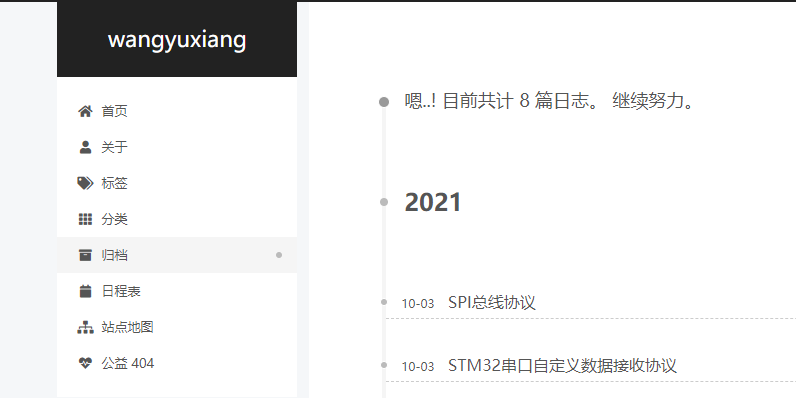 wangyuxiang
首页
关于
标签
分类
归档
日程表
站点地图
公益 404
嗯..! 目前共计 8 篇日志。 继续努力。
2021
10-03 SPI总线协议
10-03 STM32串口自定义数据接收协议